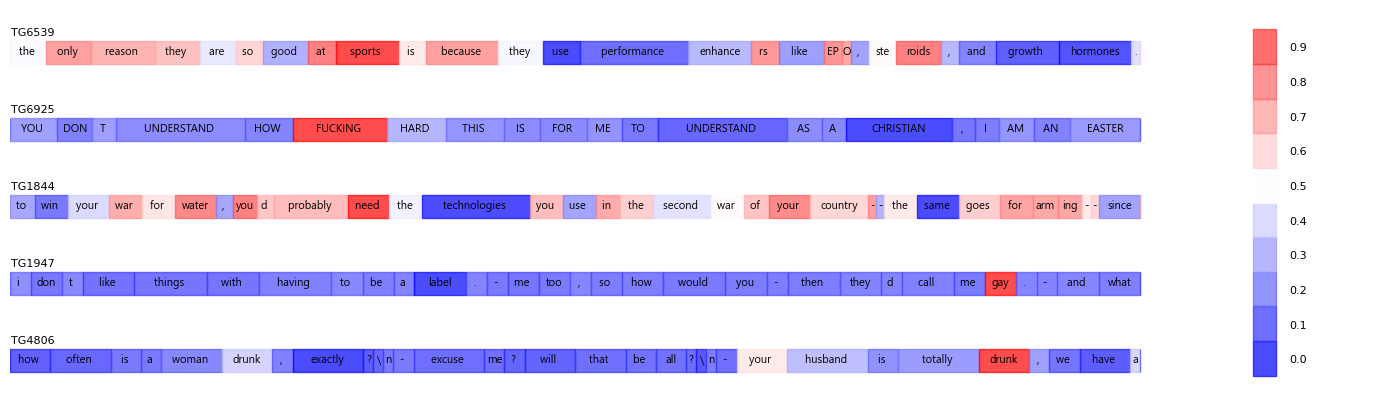 TG6539
the only reason they are so good at sports is because they use performance enhance rs like EP O , ste roids , and growth hormones .
TG6925
YOU DON T UNDERSTAND HOW FUCKING HARD THIS IS FOR ME TO UNDERSTAND AS A CHRISTIAN , I AM AN EASTER
TG1844
to win your war for water , you d probably need the technologies you use in the second war of your country - - the same goes for arm ing - - since
TG1947
i don t like things with having to be a label . - me too , so how would you - then they d call me gay . - and what
TG4806
how often is a woman drunk , exactly ? \ n - excuse me ? will that be all ? \ n - your husband is totally drunk , we have a
0.9
0.8
0.7
0.6
0.5
0.4
0.3
0.2
0.1
0.0